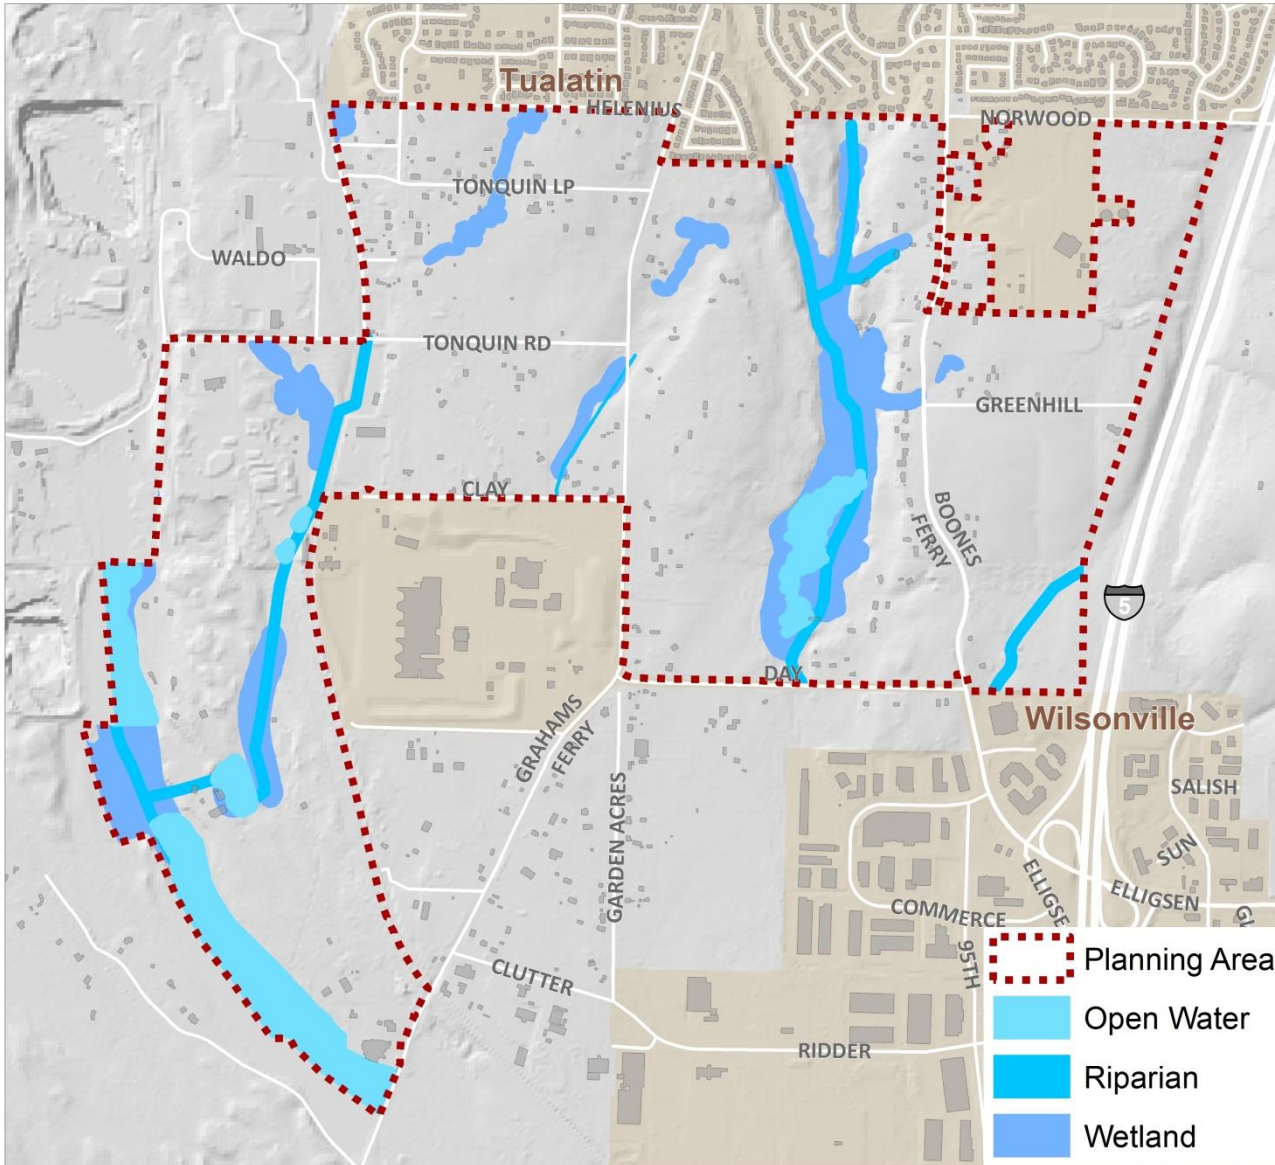 Tualatin
HELENIUS
NORWOOD
TONQUIN LP
WALDO
TONQUIN RD
GREENHILL
CLAY
BOONES
FERRY
5
DAY
Wilsonville
GRAHAMS
FERRY
GARDEN ACRES
SALISH
SUN
ELLIGSE
ELLIGSEN
COMMERCE
95TH
CLUTTER
RIDDER
Planning Area
Open Water
Riparian
Wetland